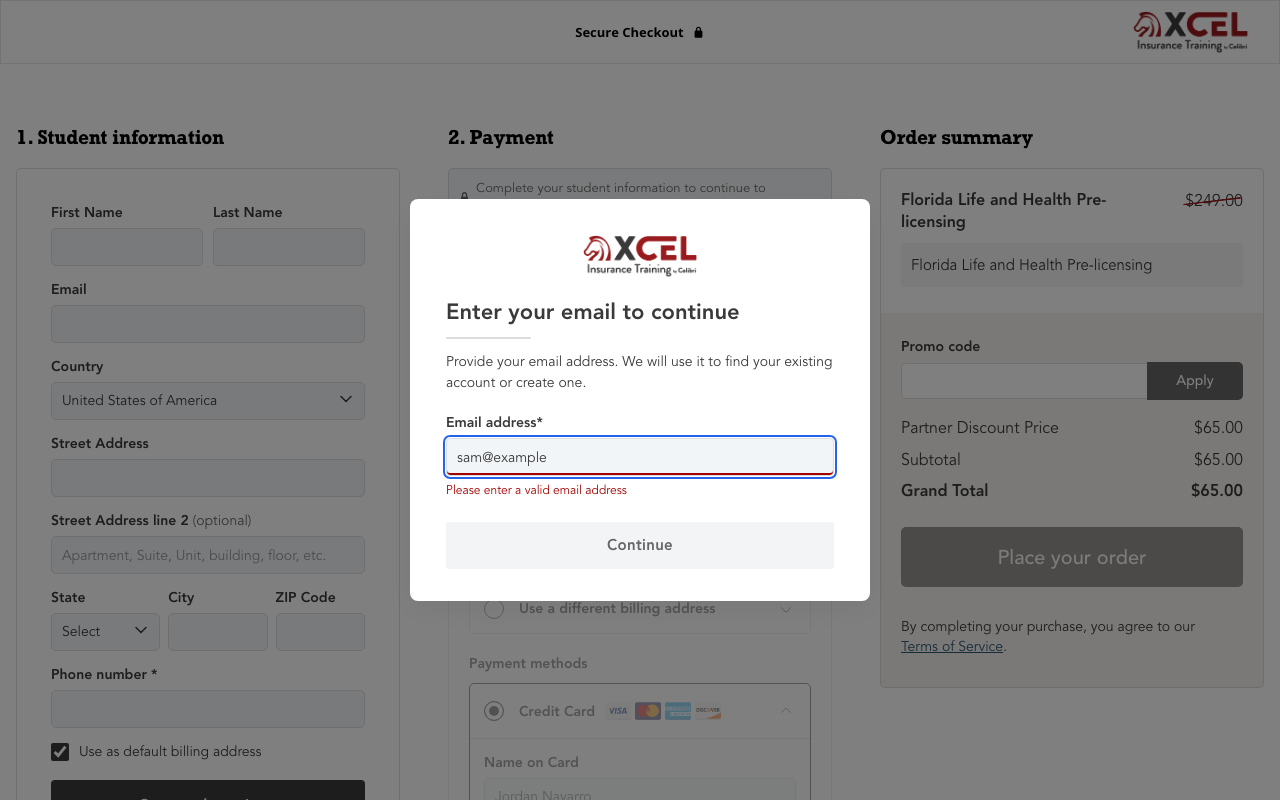 Secure Checkout
XCEL
Insurance Training by Colibri
1. Student information
First Name
Last Name
Email
Country
United States of America
Street Address
Street Address line 2 (optional)
Apartment, Suite, Unit, building, floor, etc.
State
City
ZIP Code
Select
Phone number *
Use as default billing address
2. Payment
Complete your student information to continue to
XCEL
Insurance Training by Colibri
Enter your email to continue
Provide your email address. We will use it to find your existing
account or create one.
Email address*
sam@example
Please enter a valid email address
Continue
Use a different billing address
Payment methods
Credit Card
VISA
DISCOVER
Name on Card
Jordan Navarro
Order summary
Florida Life and Health Pre-
licensing
$249.00
Florida Life and Health Pre-licensing
Promo code
Apply
Partner Discount Price
$65.00
Subtotal
$65.00
Grand Total
$65.00
Place your order
By completing your purchase, you agree to our
Terms of Service.